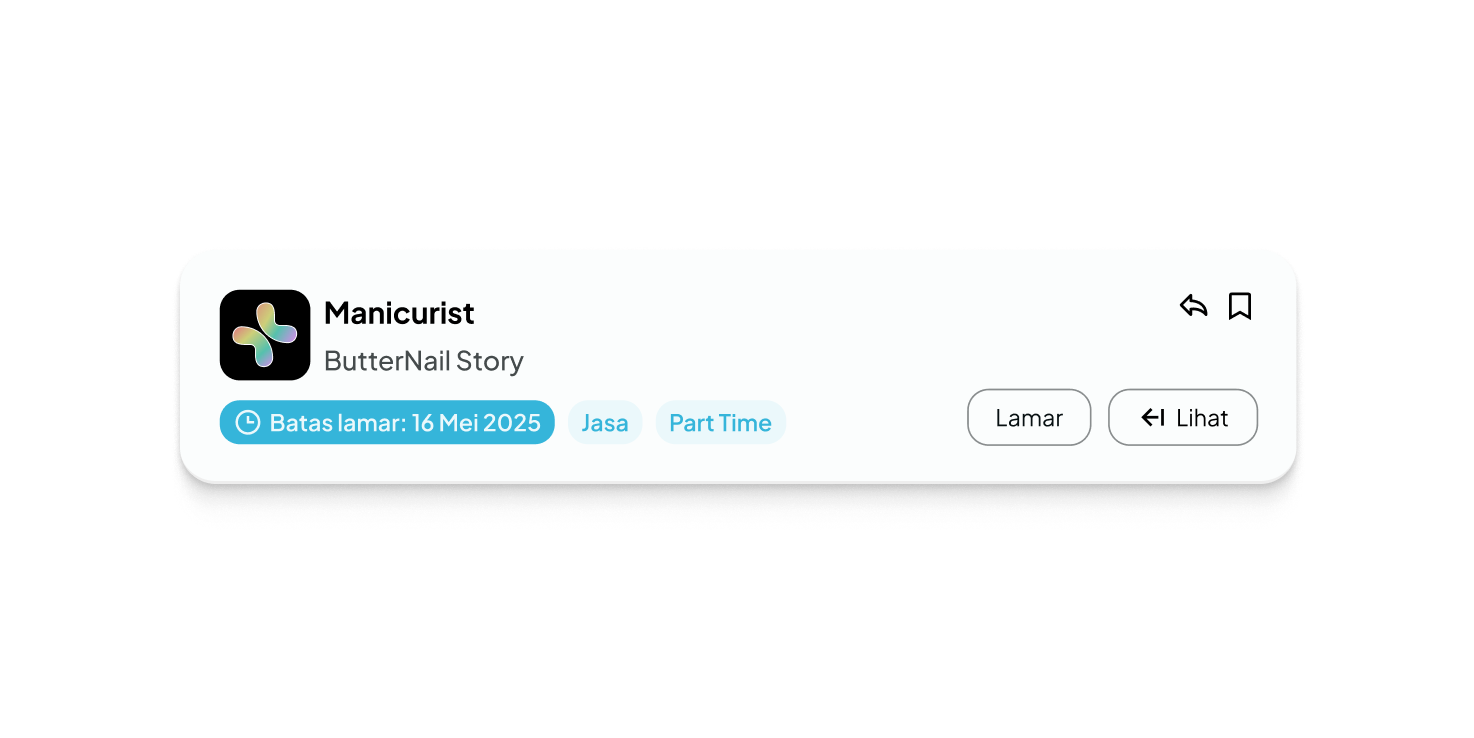 Manicurist
ButterNail Story
Batas lamar: 16 Mei 2025
Jasa
Part Time
Lamar
Lihat